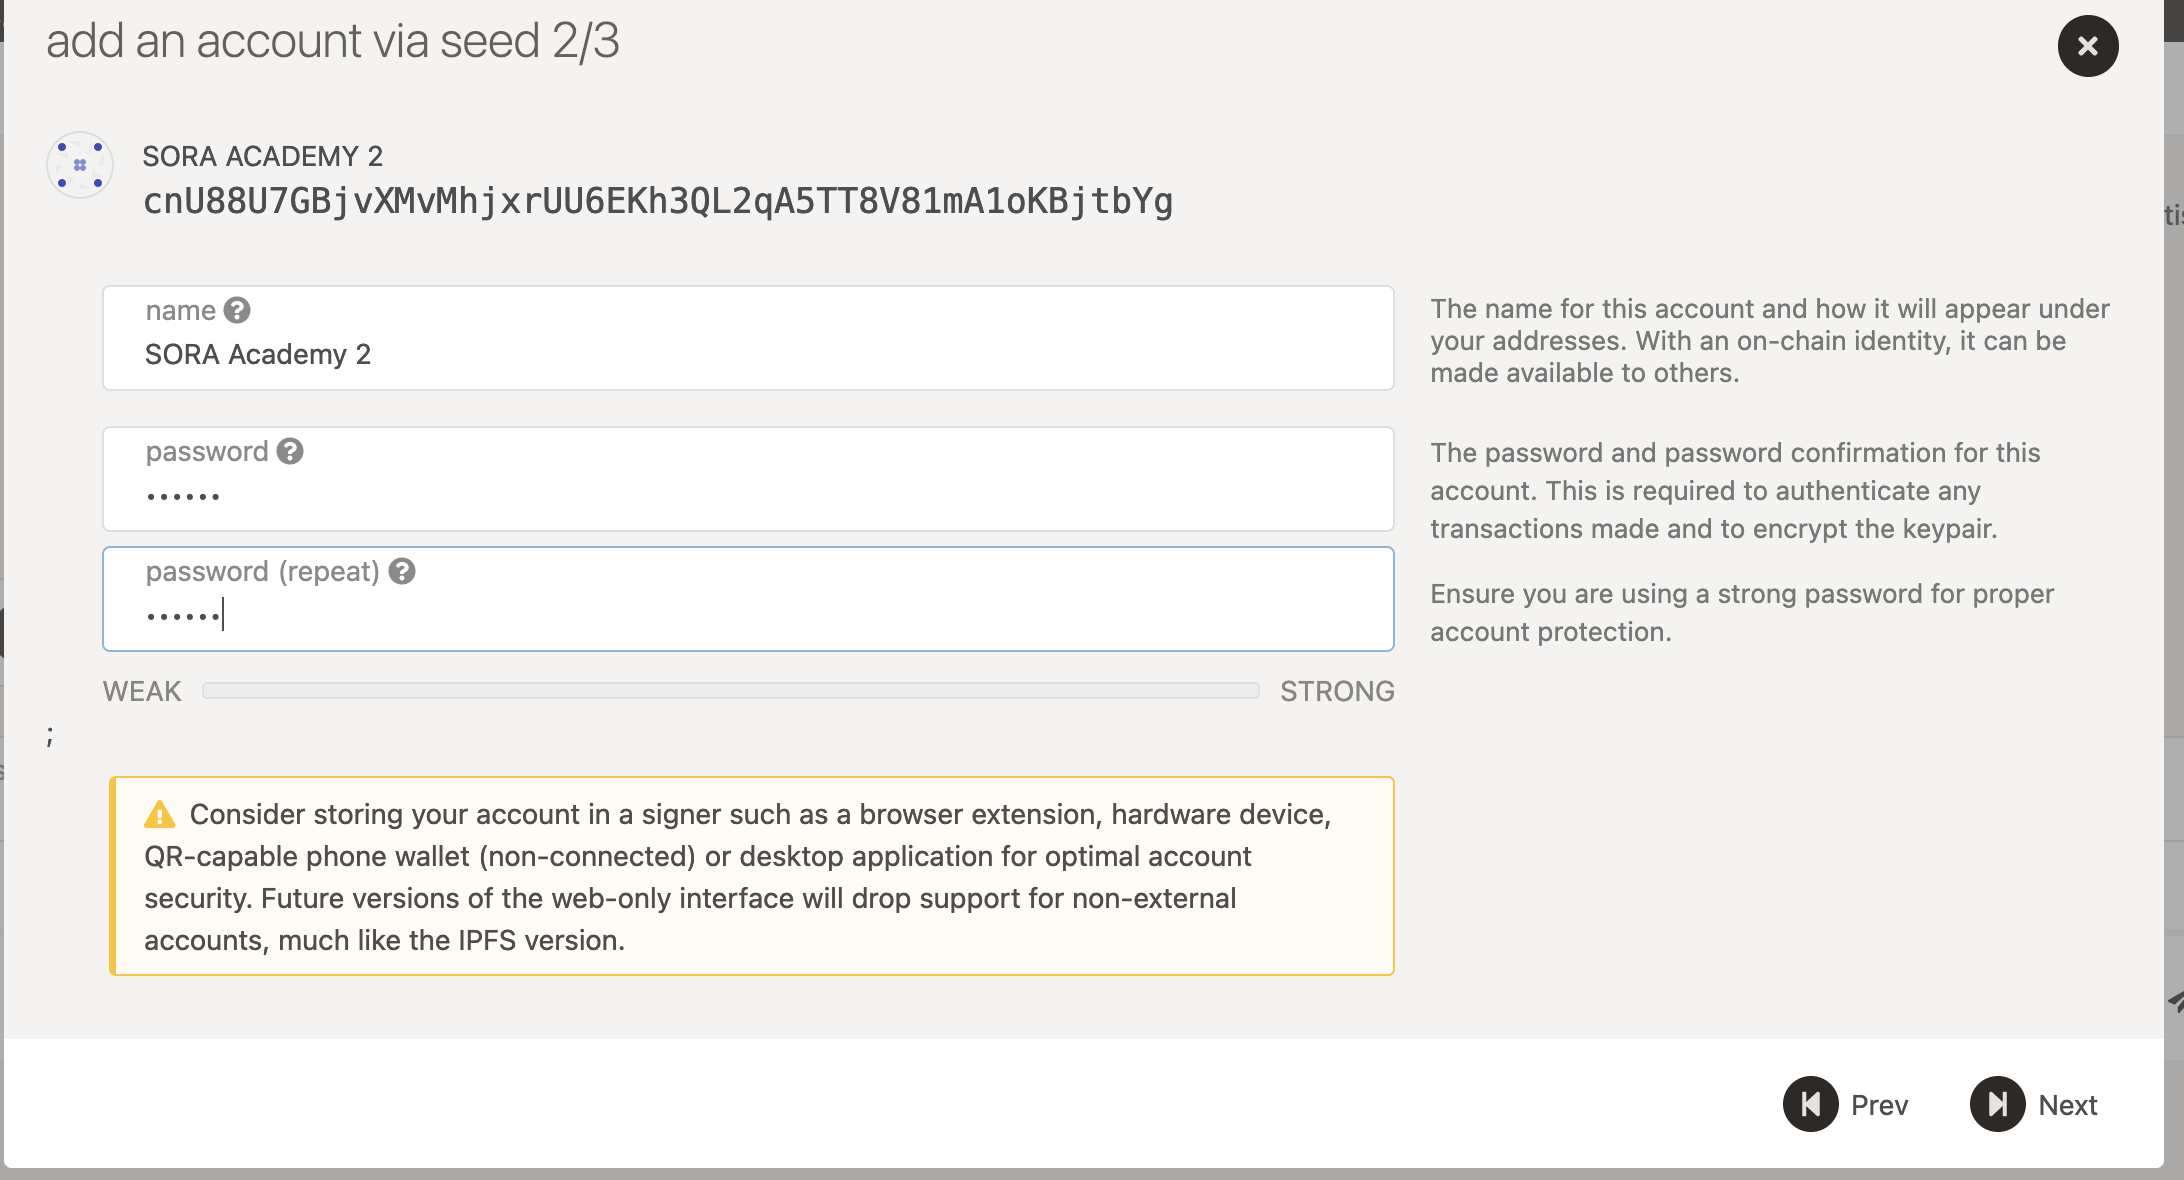 add an account via seed 2/3
SORA ACADEMY 2
cnU88U7GBjvXMvMhjxrUU6EKh3QL2qA5TT8V81mA1oKBjtbYg
name
SORA Academy 2
The name for this account and how it will appear under
your addresses. With an on-chain identity, it can be
made available to others.
password
••••••
The password and password confirmation for this
account. This is required to authenticate any
transactions made and to encrypt the keypair.
password (repeat)
••••••
Ensure you are using a strong password for proper
account protection.
WEAK STRONG
;
Consider storing your account in a signer such as a browser extension, hardware device,
QR-capable phone wallet (non-connected) or desktop application for optimal account
security. Future versions of the web-only interface will drop support for non-external
accounts, much like the IPFS version.
Prev Next